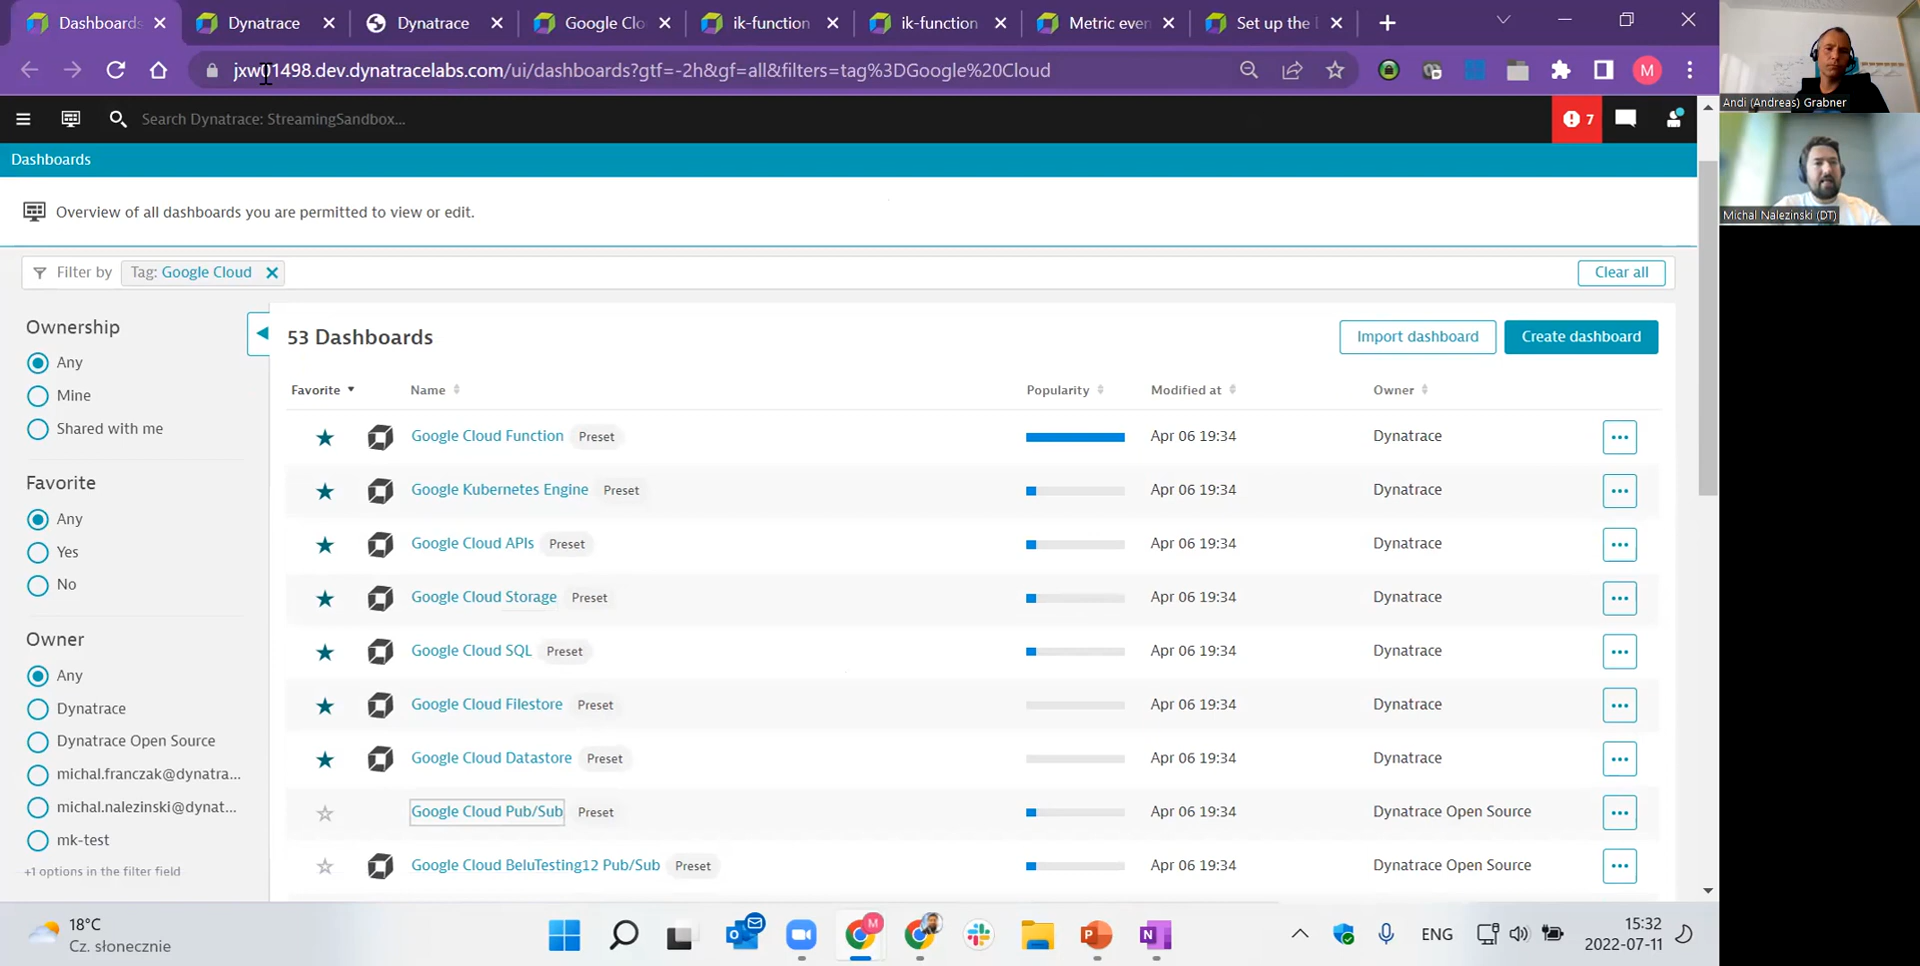 Dashboards
Dynatrace
Dynatrace
Google Clo
ik-function
ik-function
Metric even
Set up the
jxw01498.dev.dynatracelabs.com/ui/dashboards?gtf=-2h&gf=all&filters=tag%3DGoogle%20Cloud
M
Search Dynatrace: StreamingSandbox...
7
Dashboards
Overview of all dashboards you are permitted to view or edit.
Filter by Tag: Google Cloud
Clear all
Ownership
Any
Mine
Shared with me
Favorite
Any
Yes
No
Owner
Any
Dynatrace
Dynatrace Open Source
michal.franczak@dynatra...
michal.nalezinski@dynat...
mk-test
+1 options in the filter field
53 Dashboards
Import dashboard
Create dashboard
Favorite Name Popularity Modified at Owner
Google Cloud Function Preset Apr 06 19:34 Dynatrace ...
Google Kubernetes Engine Preset Apr 06 19:34 Dynatrace ...
Google Cloud APIs Preset Apr 06 19:34 Dynatrace ...
Google Cloud Storage Preset Apr 06 19:34 Dynatrace ...
Google Cloud SQL Preset Apr 06 19:34 Dynatrace ...
Google Cloud Filestore Preset Apr 06 19:34 Dynatrace ...
Google Cloud Datastore Preset Apr 06 19:34 Dynatrace ...
Google Cloud Pub/Sub Preset Apr 06 19:34 Dynatrace Open Source ...
Google Cloud BeluTesting12 Pub/Sub Preset Apr 06 19:34 Dynatrace Open Source ...
Andi (Andreas) Grabner
Michal Nalezinski (DT)
18°C
Cz. słonecznie
ENG
15:32
2022-07-11